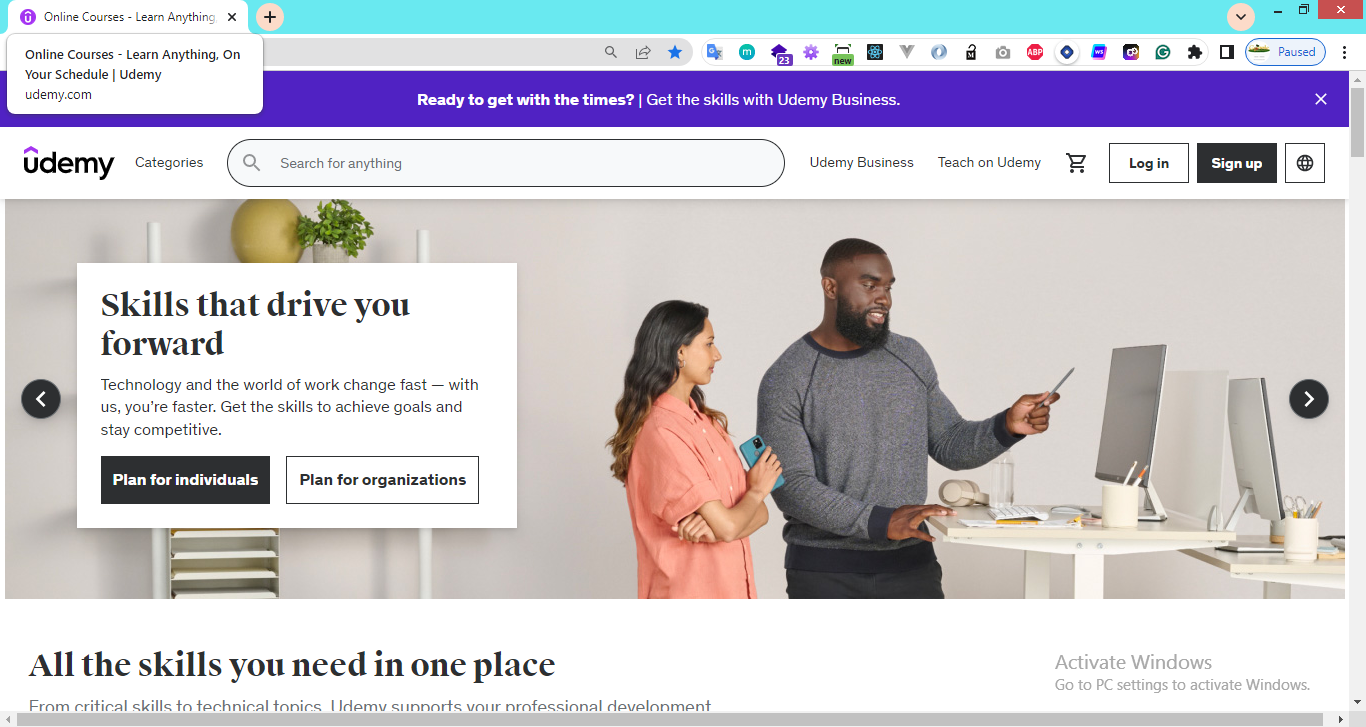 Online Courses - Learn Anything,
Online Courses - Learn Anything, On
Your Schedule | Udemy
udemy.com
23
new
ABP
Paused
Ready to get with the times? | Get the skills with Udemy Business.
udemy
Categories
Search for anything
Udemy Business
Teach on Udemy
Log in
Sign up
Skills that drive you
forward
Technology and the world of work change fast — with
us, you’re faster. Get the skills to achieve goals and
stay competitive.
Plan for individuals
Plan for organizations
All the skills you need in one place
From critical skills to technical topics, Udemy supports your professional development.
Activate Windows
Go to PC settings to activate Windows.